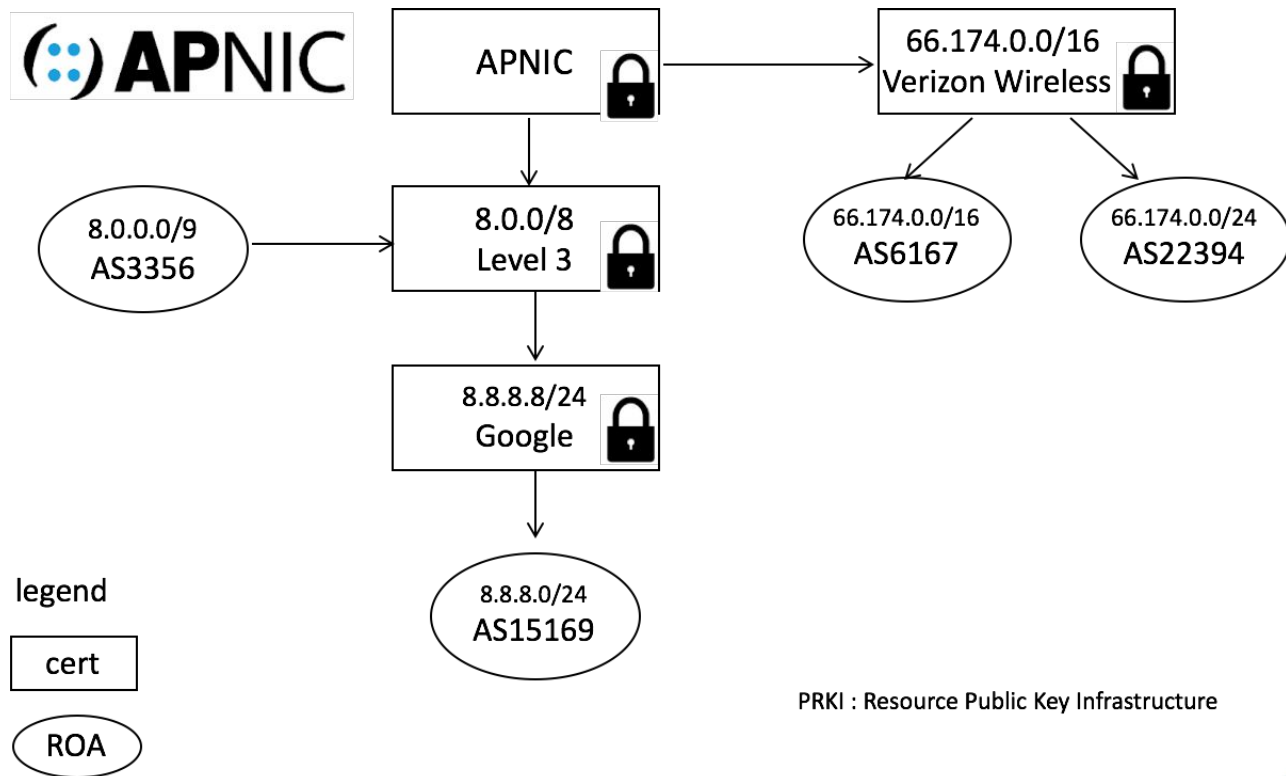 APNIC
APNIC
66.174.0.0/16
Verizon Wireless
8.0.0.0/9
AS3356
8.0.0/8
Level 3
66.174.0.0/16
AS6167
66.174.0.0/24
AS22394
8.8.8.8/24
Google
8.8.8.0/24
AS15169
legend
cert
ROA
PRKI : Resource Public Key Infrastructure